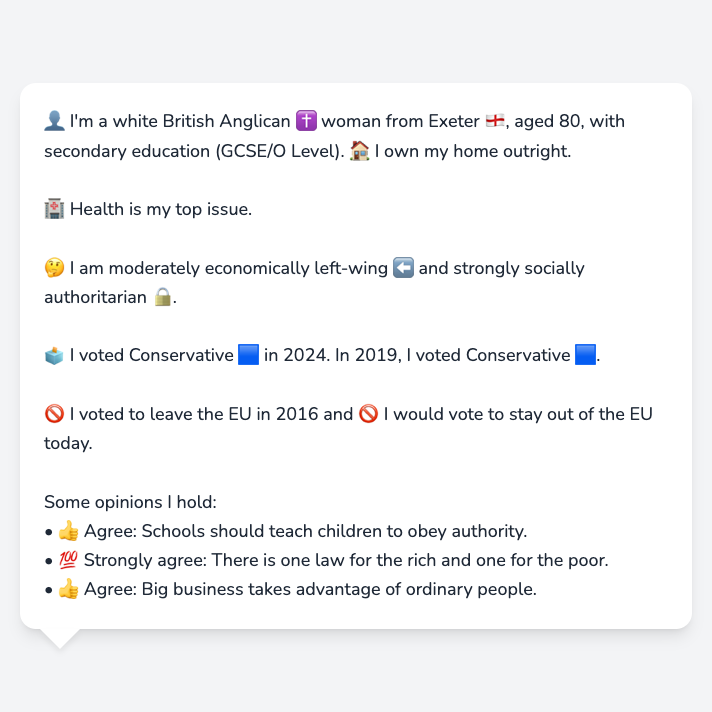 👤 I'm a white British Anglican ✝️ woman from Exeter 🏴󠁧󠁢󠁥󠁮󠁧󠁿, aged 80, with
secondary education (GCSE/O Level). 🏠 I own my home outright.
🏥 Health is my top issue.
🤔 I am moderately economically left-wing ⬅️ and strongly socially
authoritarian 🔒.
🗳️ I voted Conservative 🟦 in 2024. In 2019, I voted Conservative 🟦.
🚫 I voted to leave the EU in 2016 and 🚫 I would vote to stay out of the EU
today.
Some opinions I hold:
• 👍 Agree: Schools should teach children to obey authority.
• 💯 Strongly agree: There is one law for the rich and one for the poor.
• 👍 Agree: Big business takes advantage of ordinary people.